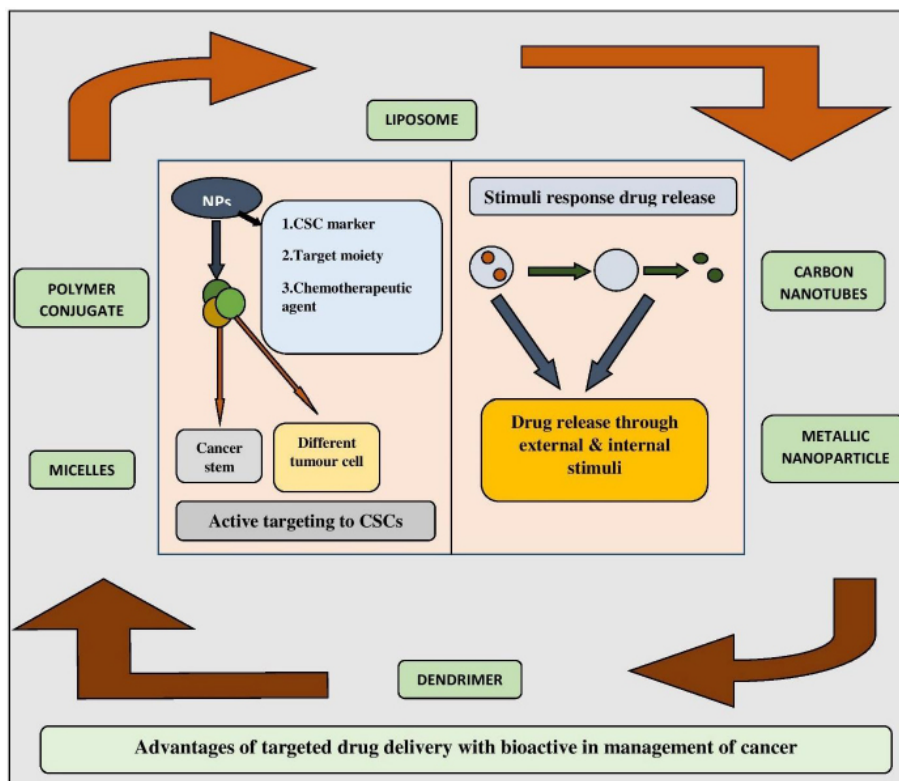 LIPOSOME
NPs
1.CSC marker
2.Target moiety
3.Chemotherapeutic
agent
Cancer
stem
Different
tumour cell
Active targeting to CSCs
Stimuli response drug release
Drug release through
external & internal
stimuli
POLYMER
CONJUGATE
MICELLES
CARBON
NANOTUBES
METALLIC
NANOPARTICLE
DENDRIMER
Advantages of targeted drug delivery with bioactive in management of cancer